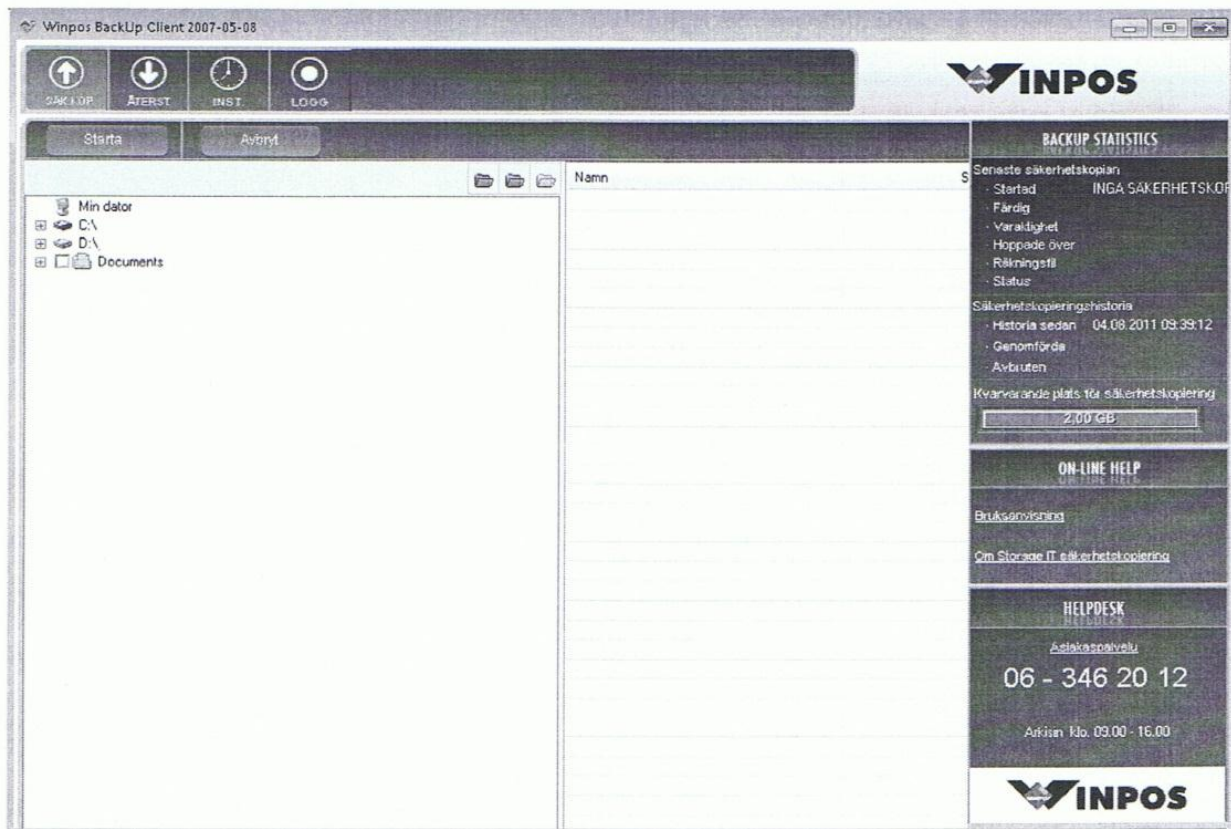 Winpos BackUp Client 2007-05-08
SÄK.KOP ÅTERST INST. LOGG
WINPOS
Starta Avbryt
Namn S
Min dator
C:\
D:\
Documents
BACKUP STATISTICS
Senaste säkerhetskopian
· Startad INGA SÄKERHETSKOP
· Färdig
· Varaktighet
· Hoppade över
· Räkningsfil
· Status
Säkerhetskopieringshistoria
· Historia sedan 04.08.2011 09:39:12
· Genomförda
· Avbruten
Kvarvarande plats för säkerhetskopiering
2,00 GB
ON-LINE HELP
Bruksanvisning
Om Storage IT säkerhetskopiering
HELPDESK
Asiakaspalvelu
06 - 346 20 12
Arkisin klo. 09.00 - 16.00
WINPOS